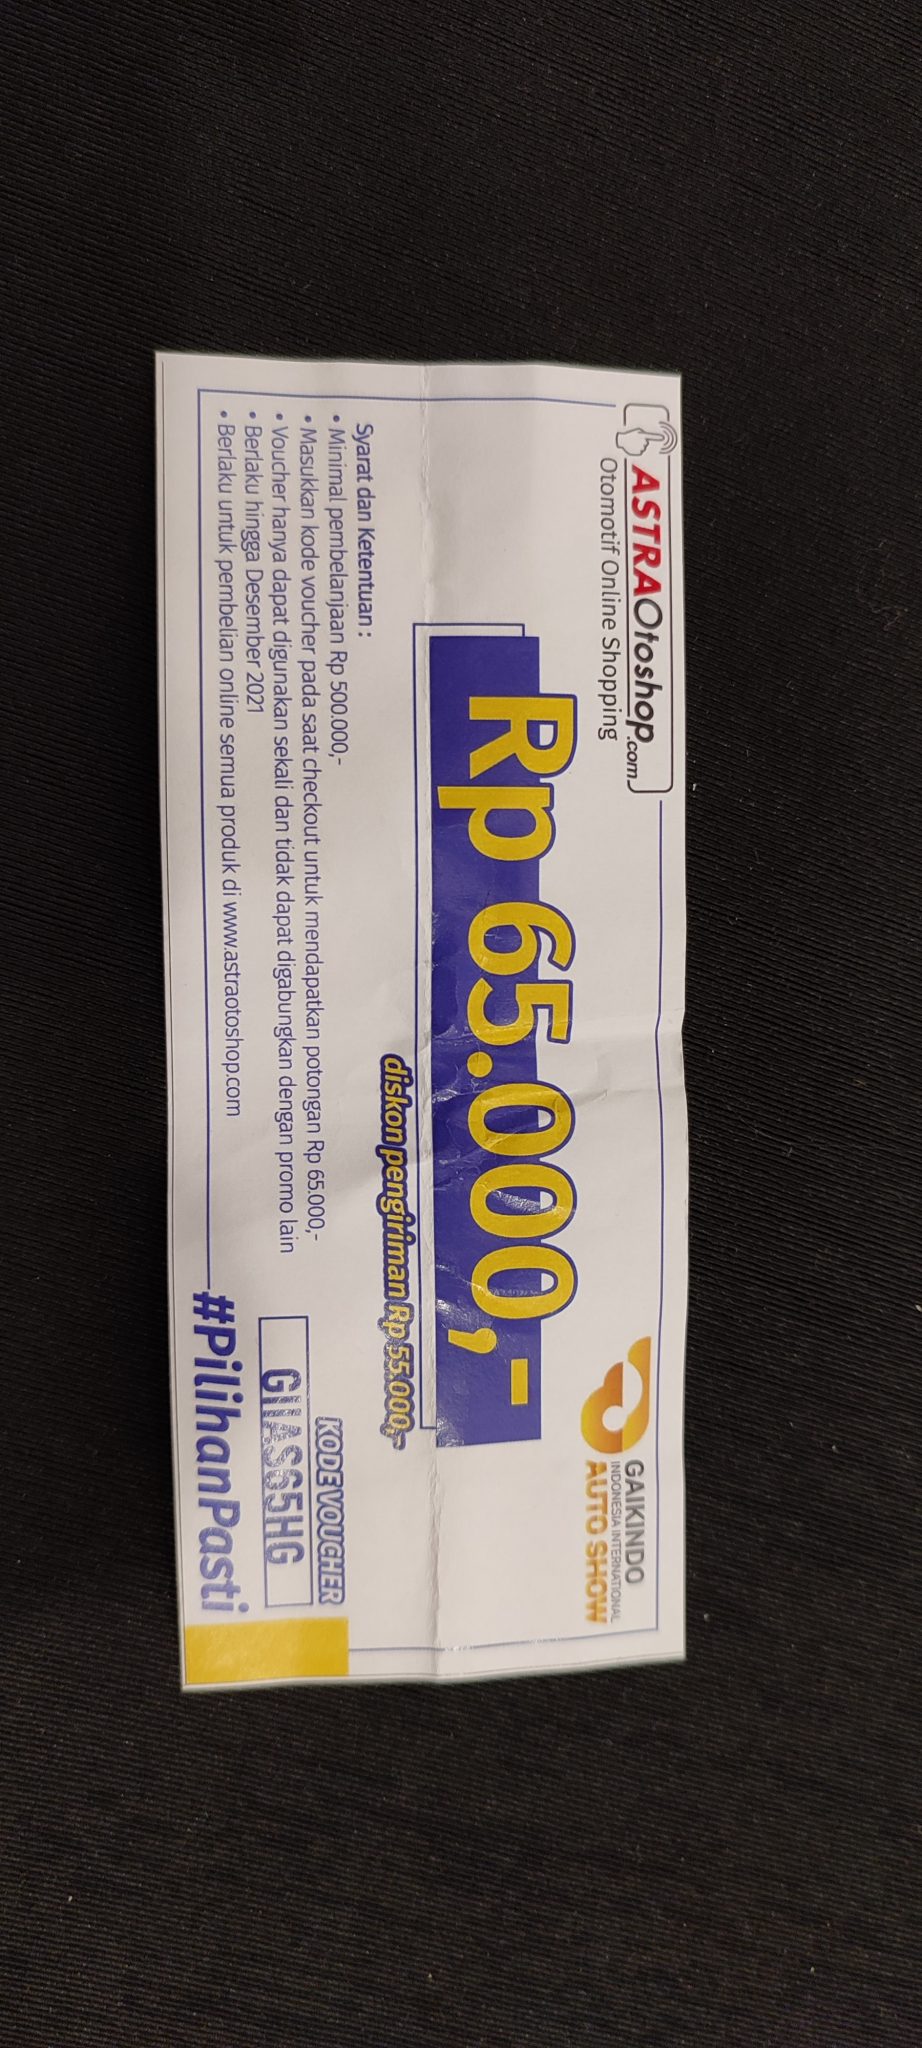 ASTRAOtoshop.com
Otomotif Online Shopping
GAIKINDO
INDONESIA INTERNATIONAL
AUTO SHOW
Rp 65.000,-
diskon pengiriman Rp 55.000,-
Syarat dan Ketentuan :
• Minimal pembelanjaan Rp 500.000,-
• Masukkan kode voucher pada saat checkout untuk mendapatkan potongan Rp 65.000,-
• Voucher hanya dapat digunakan sekali dan tidak dapat digabungkan dengan promo lain
• Berlaku hingga Desember 2021
• Berlaku untuk pembelian online semua produk di www.astraotoshop.com
KODE VOUCHER
#PilihanPasti